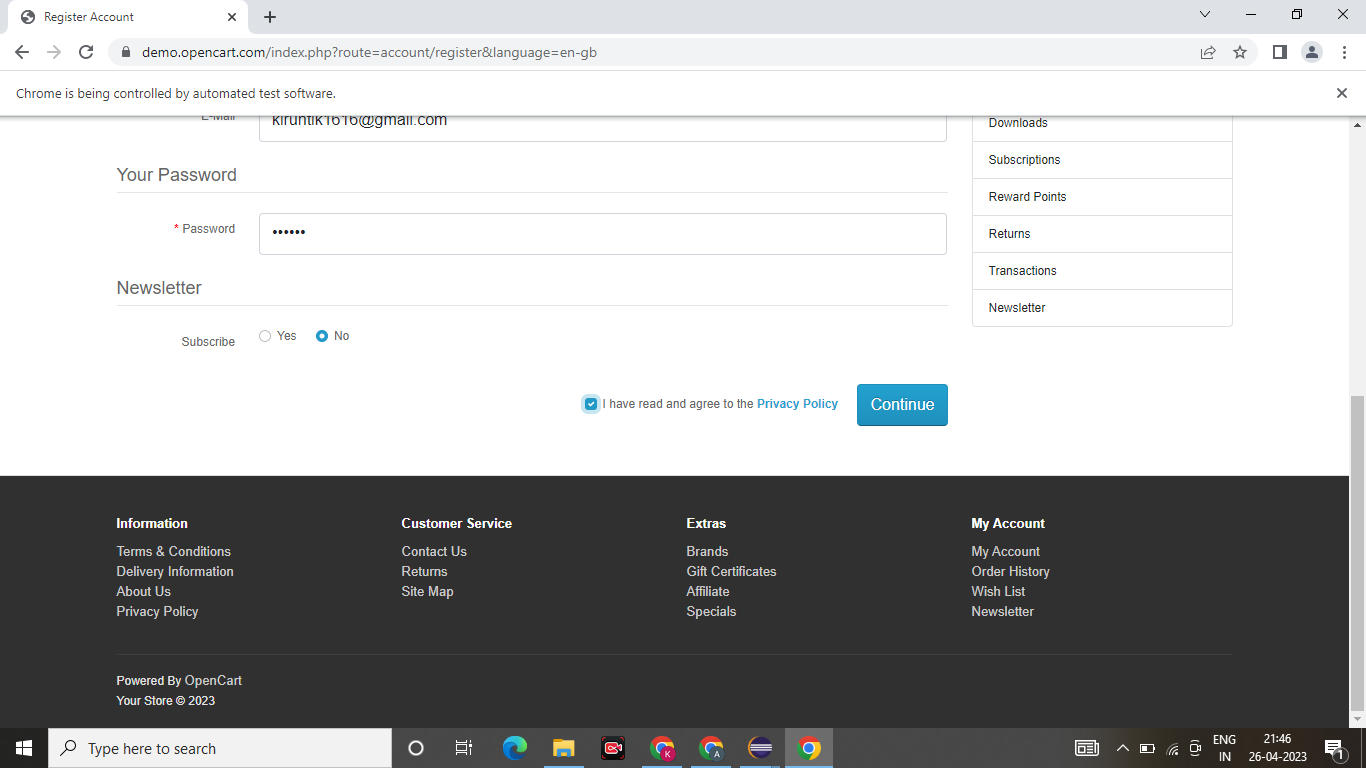 Register Account
demo.opencart.com/index.php?route=account/register&language=en-gb
Chrome is being controlled by automated test software.
E-Mail
kiruntik1616@gmail.com
Your Password
* Password
••••••
Newsletter
Subscribe
Yes
No
I have read and agree to the Privacy Policy
Continue
Downloads
Subscriptions
Reward Points
Returns
Transactions
Newsletter
Information
Terms & Conditions
Delivery Information
About Us
Privacy Policy
Customer Service
Contact Us
Returns
Site Map
Extras
Brands
Gift Certificates
Affiliate
Specials
My Account
My Account
Order History
Wish List
Newsletter
Powered By OpenCart
Your Store © 2023
Type here to search
K
A
ENG
IN
21:46
26-04-2023
1